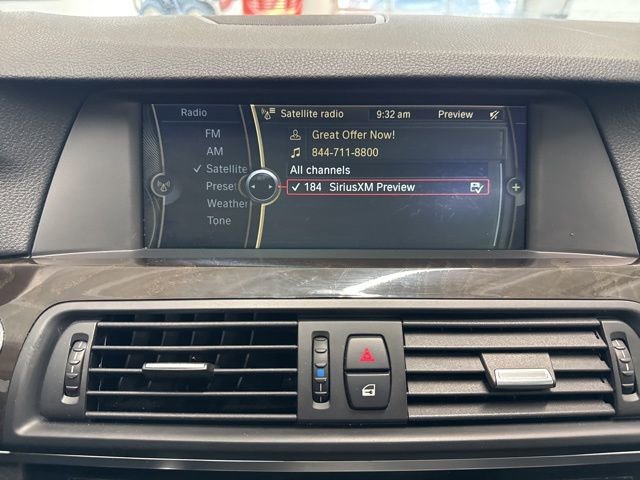 Radio
Satellite radio 9:32 am Preview
FM
AM
✓ Satellite
Preset
Weather
Tone
Great Offer Now!
844-711-8800
All channels
✓ 184 SiriusXM Preview